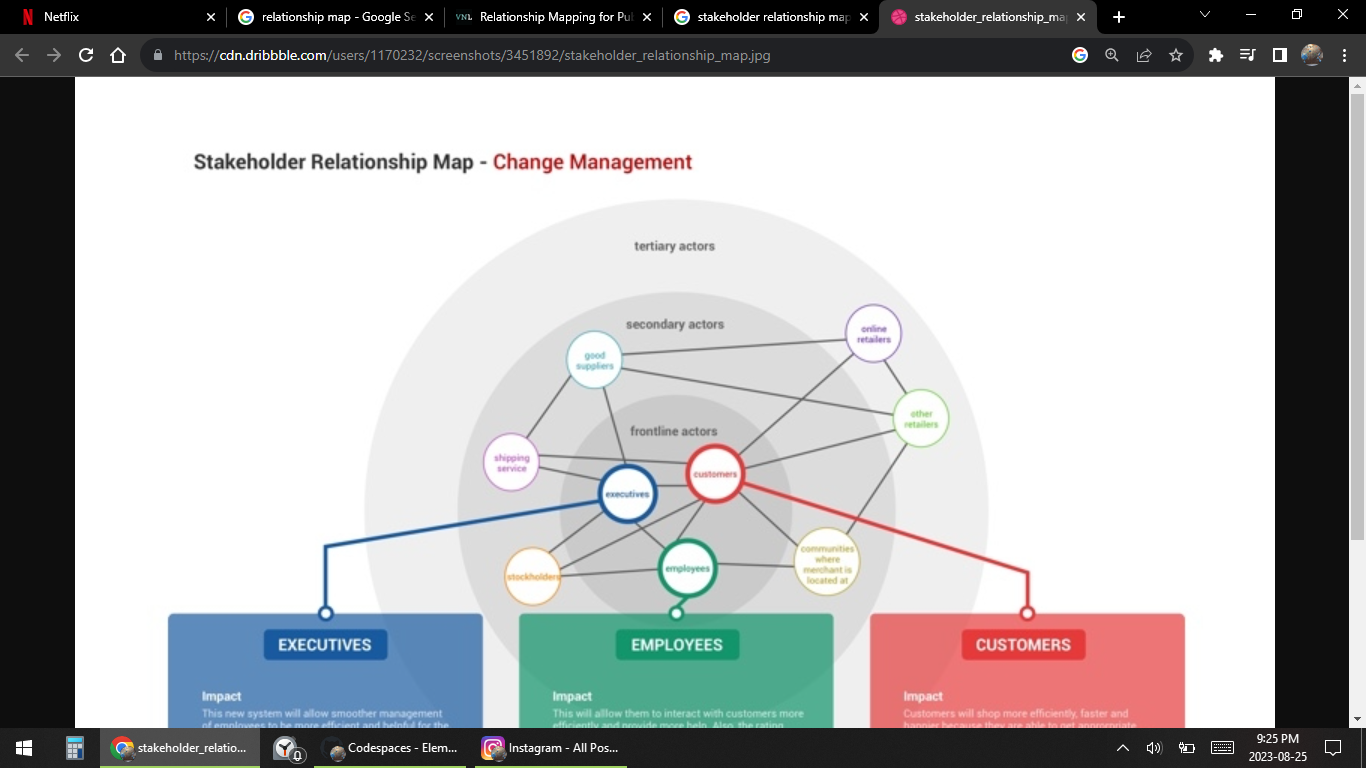 Netflix
relationship map - Google Se
VNL
Relationship Mapping for Pul
stakeholder relationship map
stakeholder_relationship_ma
https://cdn.dribbble.com/users/1170232/screenshots/3451892/stakeholder_relationship_map.jpg
Stakeholder Relationship Map - Change Management
tertiary actors
secondary actors
online
retailers
good
suppliers
other
retailers
frontline actors
shipping
service
customers
executives
communities
where
merchant is
located at
employees
stockholders
EXECUTIVES
EMPLOYEES
CUSTOMERS
Impact
This new system will allow smoother management
of employees to be more efficient and helpful for the
Impact
This will allow them to interact with customers more
efficiently and provide more help. Also, the rating
Impact
Customers will shop more efficiently, faster and
happier because they are able to get appropriate
stakeholder_relatio...
Codespaces - Elem...
Instagram - All Pos...
9:25 PM
2023-08-25